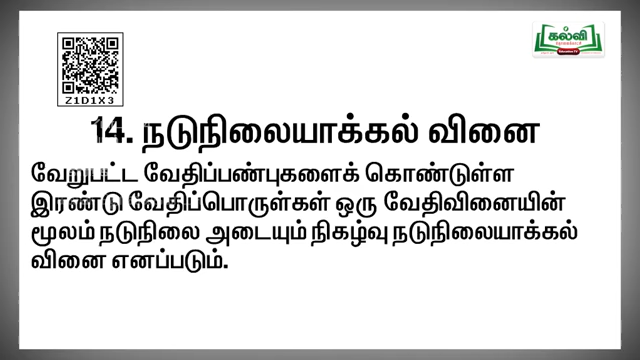 கல்வி
Z1D1X3
14. நடுநிலையாக்கல் வினை
வேறுபட்ட வேதிப்பண்புகளைக் கொண்டுள்ள
இரண்டு வேதிப்பொருள்கள் ஒரு வேதிவினையின்
மூலம் நடுநிலை அடையும் நிகழ்வு நடுநிலையாக்கல்
வினை எனப்படும்.